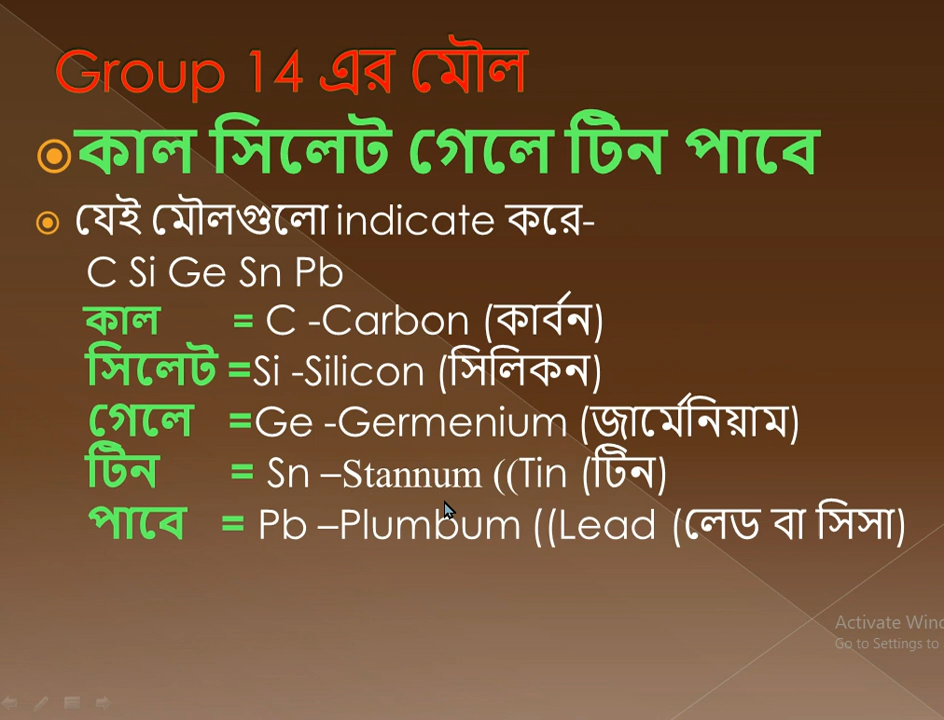 Group 14 এর মৌল
কাল সিলেট গেলে টিন পাবে
যেই মৌলগুলো indicate করে-
C Si Ge Sn Pb
কাল = C -Carbon (কার্বন)
সিলেট =Si -Silicon (সিলিকন)
গেলে =Ge -Germenium (জার্মেনিয়াম)
টিন = Sn –Stannum ((Tin (টিন)
পাবে = Pb –Plumbum ((Lead (লেড বা সিসা)
Activate Wind
Go to Settings to